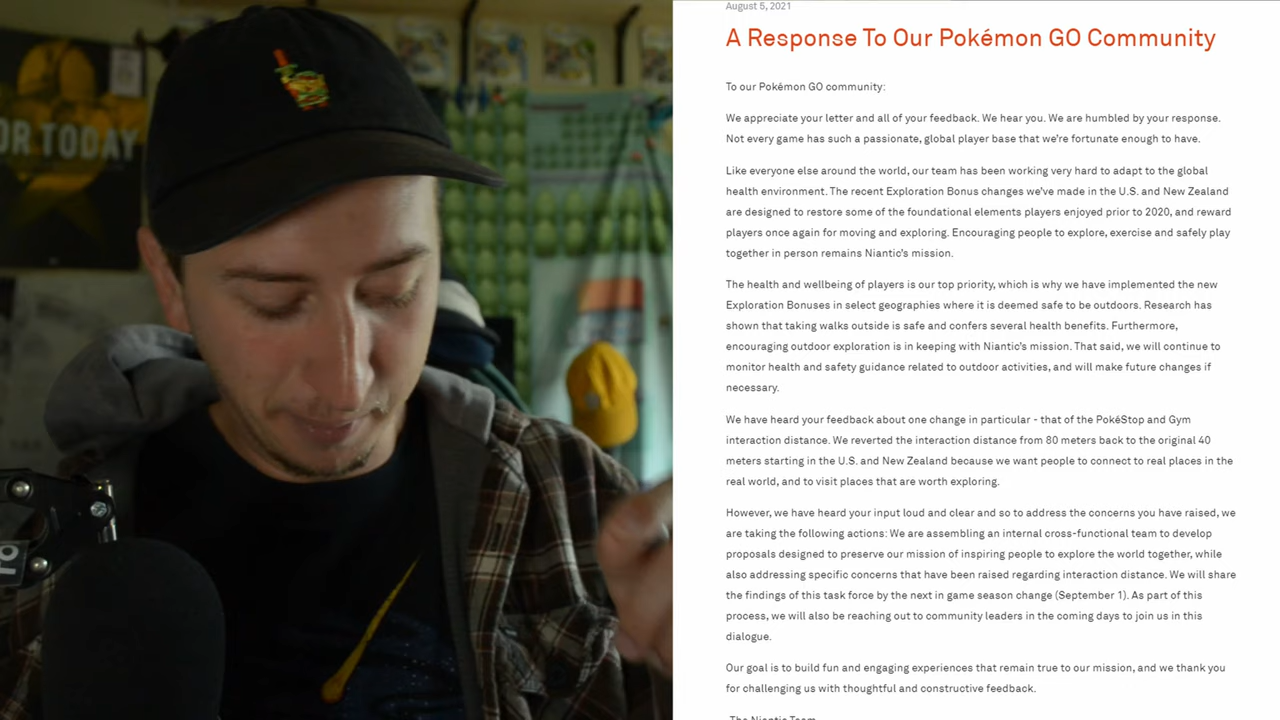 OR TODAY
August 5, 2021
A Response To Our Pokémon GO Community
To our Pokémon GO community:
We appreciate your letter and all of your feedback. We hear you. We are humbled by your response.
Not every game has such a passionate, global player base that we're fortunate enough to have.
Like everyone else around the world, our team has been working very hard to adapt to the global
health environment. The recent Exploration Bonus changes we've made in the U.S. and New Zealand
are designed to restore some of the foundational elements players enjoyed prior to 2020, and reward
players once again for moving and exploring. Encouraging people to explore, exercise and safely play
together in person remains Niantic's mission.
The health and wellbeing of players is our top priority, which is why we have implemented the new
Exploration Bonuses in select geographies where it is deemed safe to be outdoors. Research has
shown that taking walks outside is safe and confers several health benefits. Furthermore,
encouraging outdoor exploration is in keeping with Niantic's mission. That said, we will continue to
monitor health and safety guidance related to outdoor activities, and will make future changes if
necessary.
We have heard your feedback about one change in particular - that of the PokéStop and Gym
interaction distance. We reverted the interaction distance from 80 meters back to the original 40
meters starting in the U.S. and New Zealand because we want people to connect to real places in the
real world, and to visit places that are worth exploring.
However, we have heard your input loud and clear and so to address the concerns you have raised, we
are taking the following actions: We are assembling an internal cross-functional team to develop
proposals designed to preserve our mission of inspiring people to explore the world together, while
also addressing specific concerns that have been raised regarding interaction distance. We will share
the findings of this task force by the next in game season change (September 1). As part of this
process, we will also be reaching out to community leaders in the coming days to join us in this
dialogue.
Our goal is to build fun and engaging experiences that remain true to our mission, and we thank you
for challenging us with thoughtful and constructive feedback.
-The Niantic Team